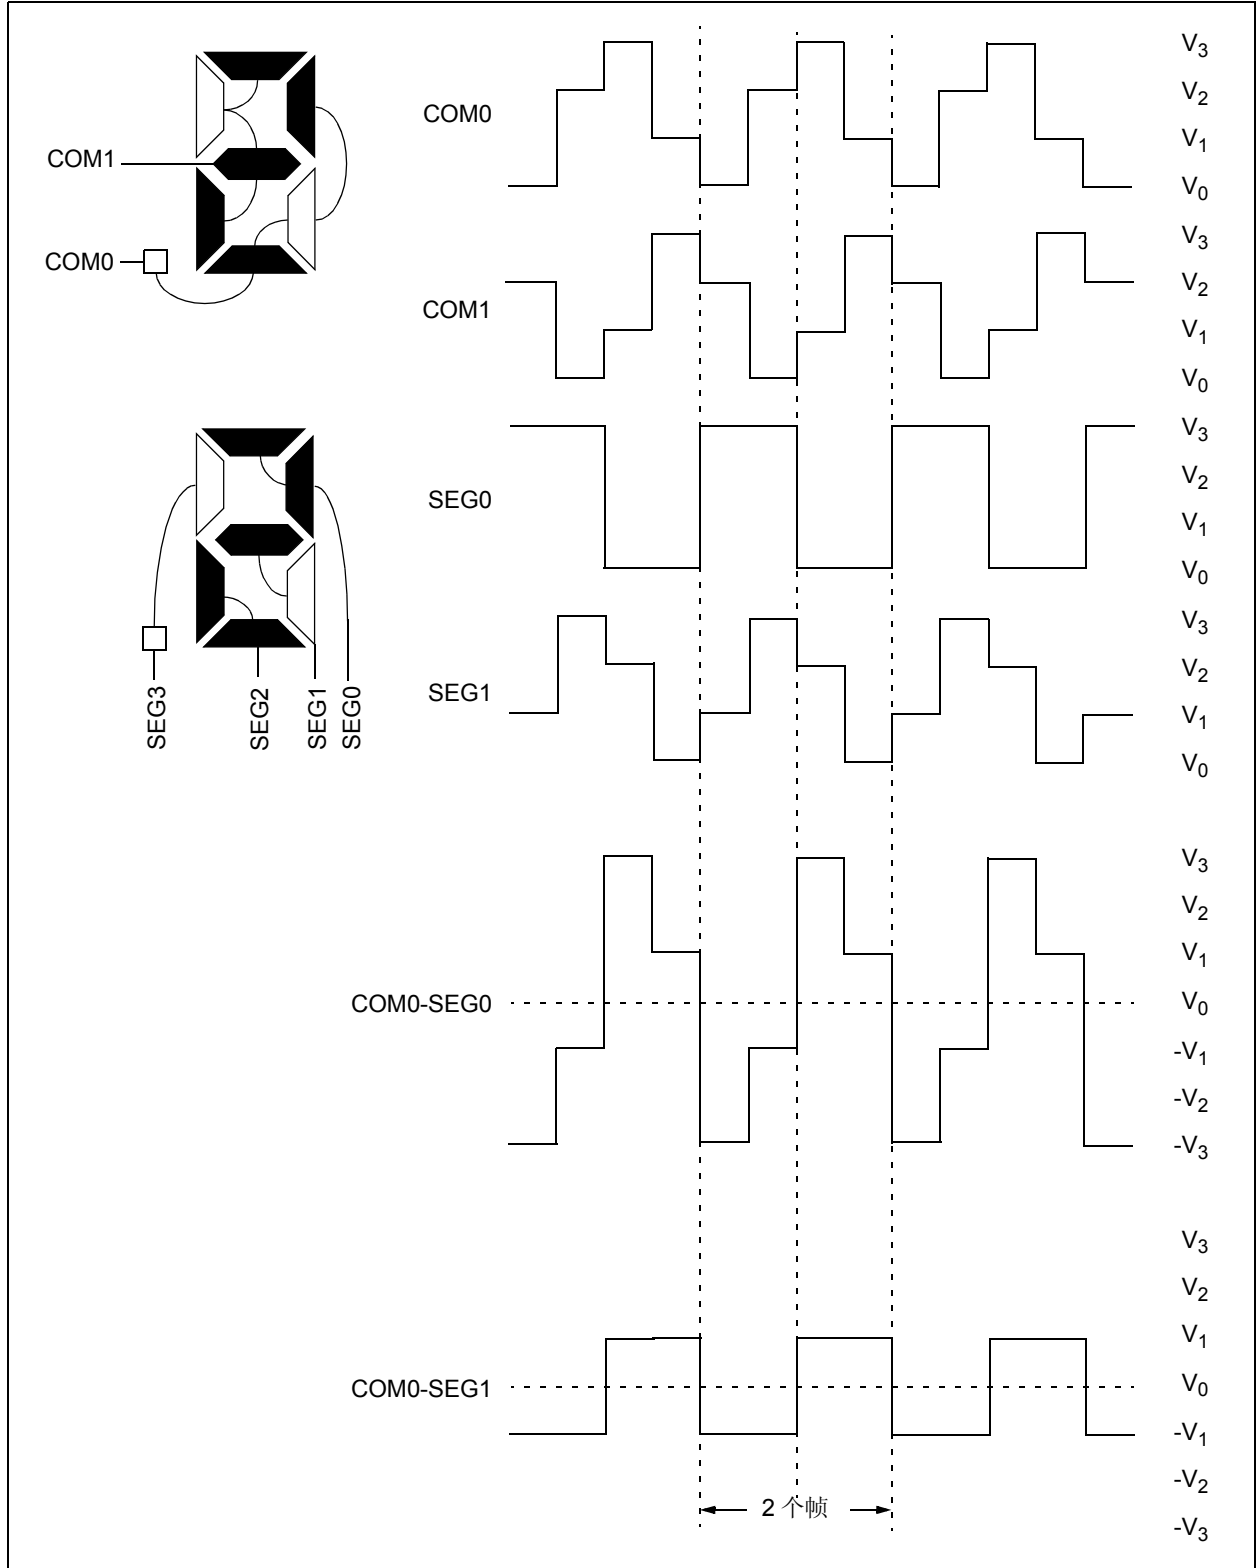 COM1
COM0
SEG3
SEG2
SEG1
SEG0
COM0
V3
V2
V1
V0
COM1
V3
V2
V1
V0
SEG0
V3
V2
V1
V0
SEG1
V3
V2
V1
V0
COM0-SEG0
V3
V2
V1
V0
-V1
-V2
-V3
COM0-SEG1
V3
V2
V1
V0
-V1
-V2
-V3
2 个帧